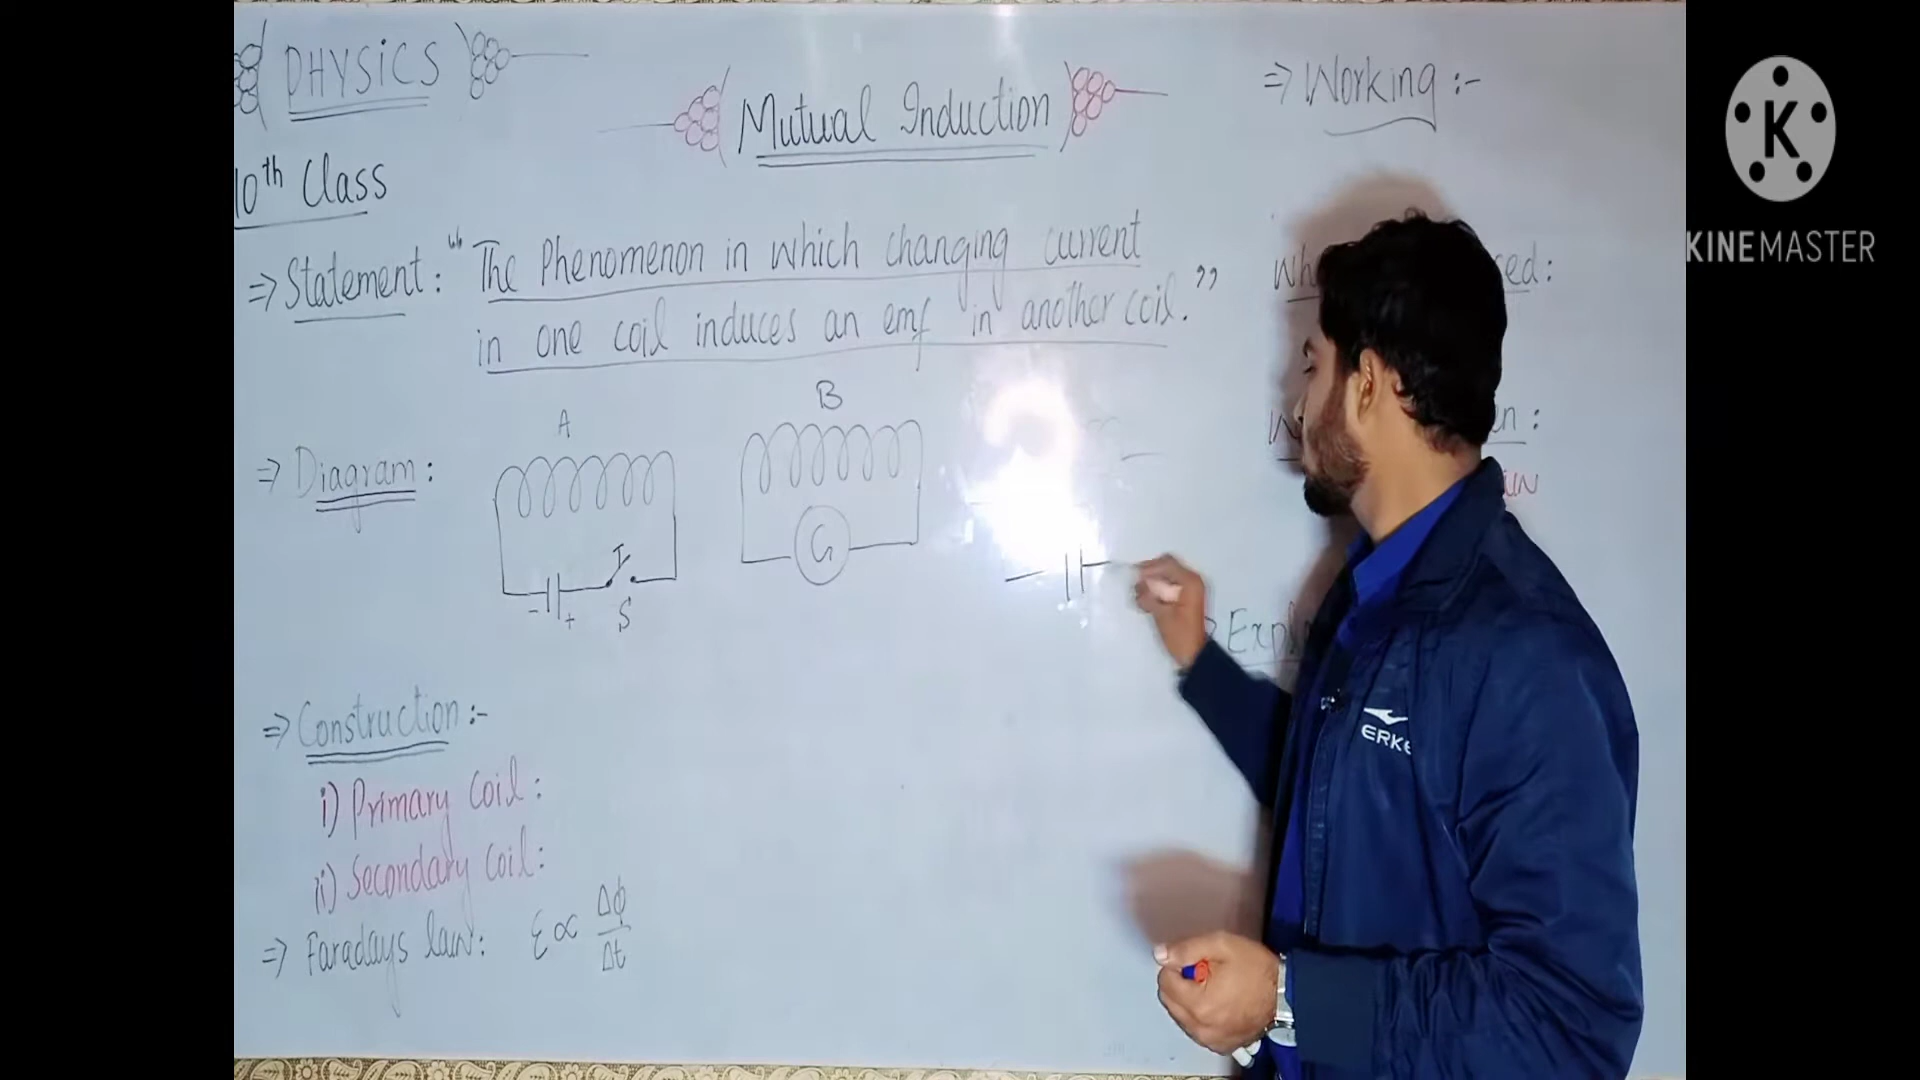 PHYSICS
10th Class
Mutual Induction
⇒ Statement: "The Phenomenon in which changing current
in one coil induces an emf in another coil."
⇒ Diagram:
A
B
G
- +
S
⇒ Construction:-
i) Primary Coil:
ii) Secondary Coil:
⇒ Faradays law: ε ∝ Δφ/Δt
⇒ Working:-
K
KINEMASTER
ERKE